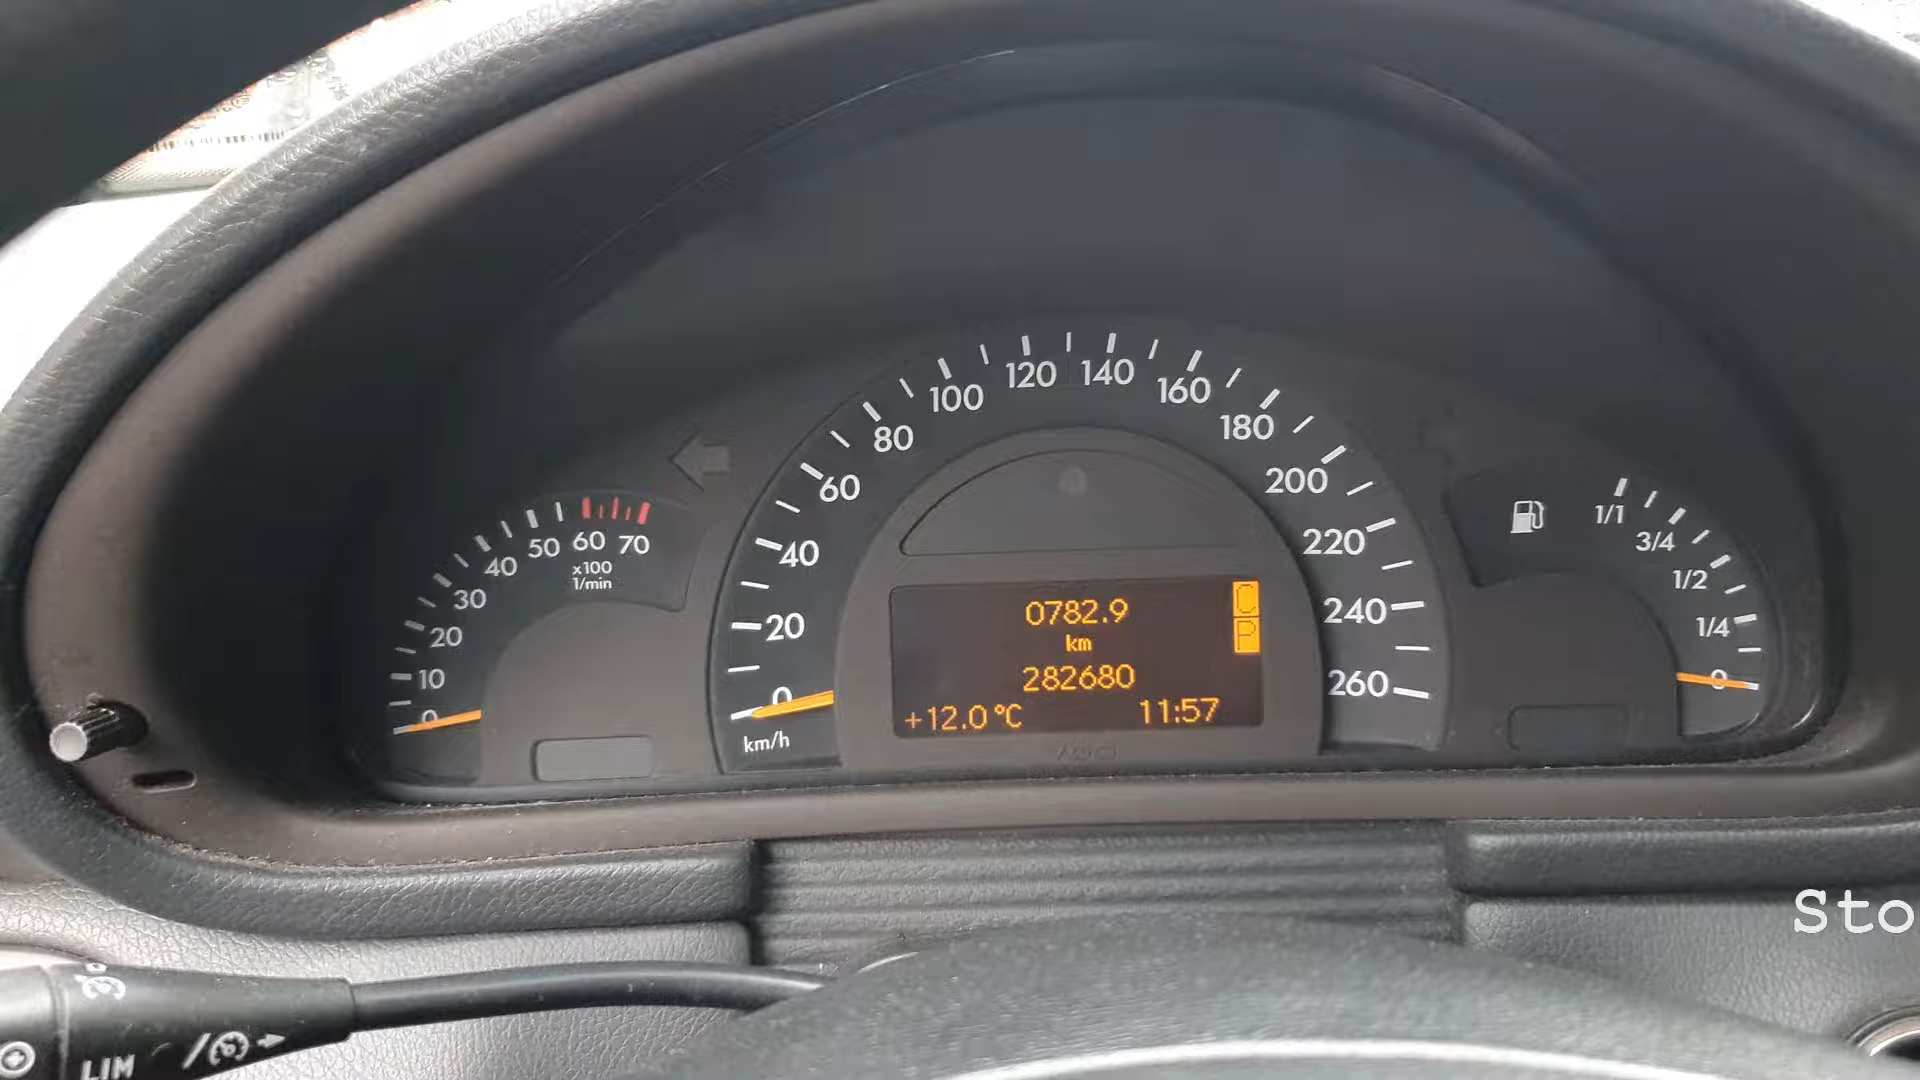 0 10 20 30 40 50 60 70
x100
1/min
0 20 40 60 80 100 120 140 160 180 200 220 240 260
km/h
0782.9
km
282680
+12.0°C 11:57
C
P
1/1 3/4 1/2 1/4 0
LIM
Sto